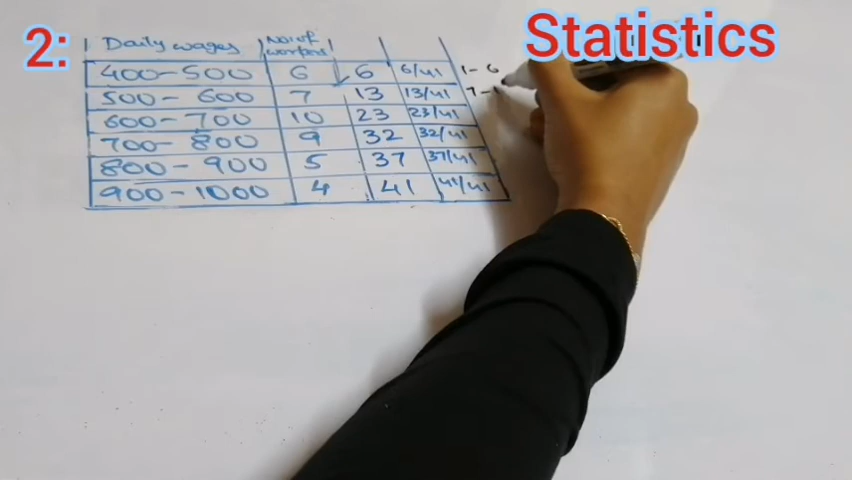 2:
Statistics
Daily wages No: of workers
400-500 6 6 6/41 1-6
500-600 7 13 13/41 7-1
600-700 10 23 23/41
700-800 9 32 32/41
800-900 5 37 37/41
900-1000 4 41 41/41